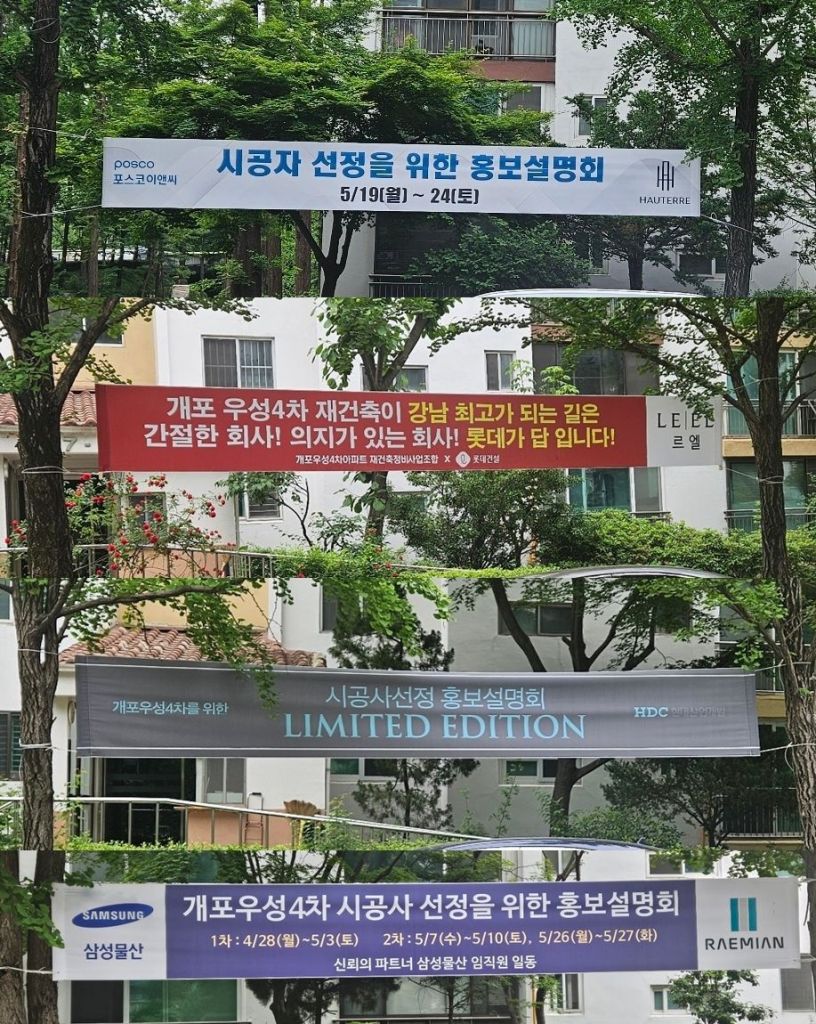 posco
포스코이앤씨
시공자 선정을 위한 홍보설명회
5/19(월) ~ 24(토)
HAUTERRE
개포 우성4차 재건축이 강남 최고가 되는 길은
간절한 회사! 의지가 있는 회사! 롯데가 답 입니다!
개포우성4차아파트 재건축정비사업조합 x 롯데건설
LE|EL
르엘
개포우성4차를 위한
시공사선정 홍보설명회
LIMITED EDITION
HDC 현대산업개발
SAMSUNG
삼성물산
개포우성4차 시공사 선정을 위한 홍보설명회
1차 : 4/28(월)~5/3(토) 2차 : 5/7(수)~5/10(토), 5/26(월)~5/27(화)
신뢰의 파트너 삼성물산 임직원 일동
RAEMIAN